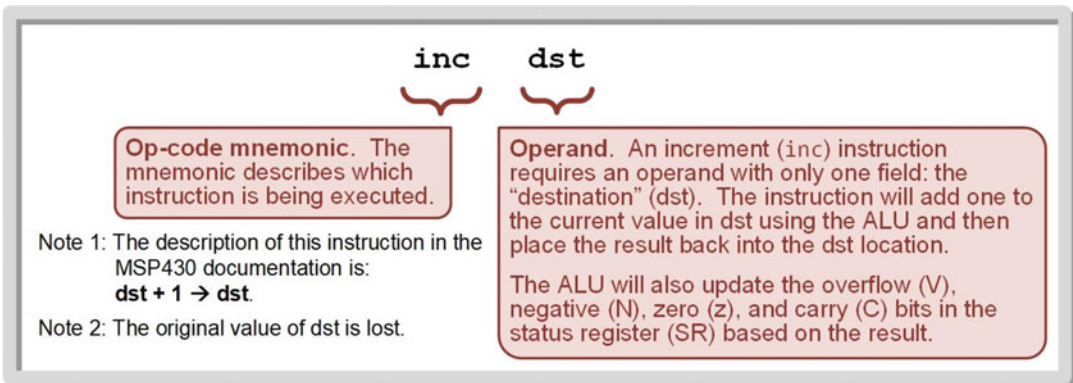 inc dst
Op-code mnemonic. The
mnemonic describes which
instruction is being executed.
Note 1: The description of this instruction in the
MSP430 documentation is:
dst + 1 → dst.
Note 2: The original value of dst is lost.
Operand. An increment (inc) instruction
requires an operand with only one field: the
“destination” (dst). The instruction will add one to
the current value in dst using the ALU and then
place the result back into the dst location.
The ALU will also update the overflow (V),
negative (N), zero (z), and carry (C) bits in the
status register (SR) based on the result.